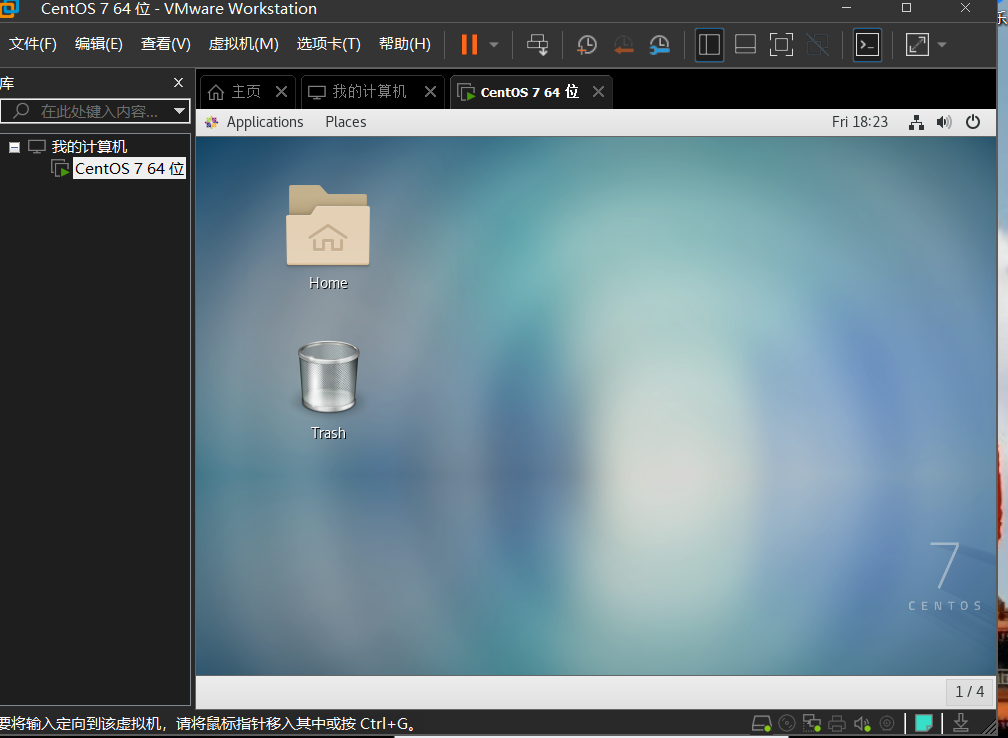 CentOS 7 64 位 - VMware Workstation
文件(F) 编辑(E) 查看(V) 虚拟机(M) 选项卡(T) 帮助(H)
库
在此处键入内容...
我的计算机
CentOS 7 64 位
主页 我的计算机 CentOS 7 64 位
Applications Places Fri 18:23
Home
Trash
7
CENTOS
1 / 4
要将输入定向到该虚拟机，请将鼠标指针移入其中或按 Ctrl+G。